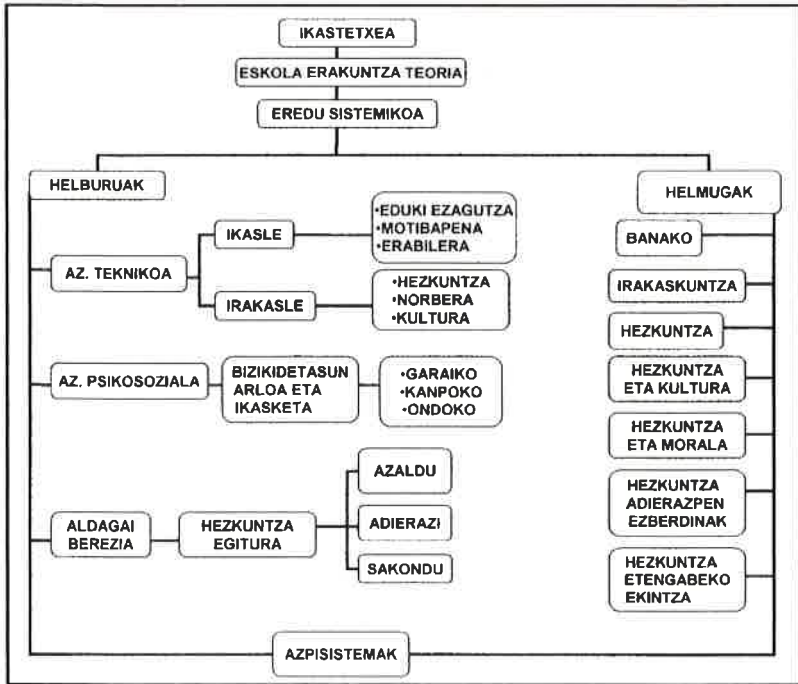 IKASTETXEA
ESKOLA ERAKUNTZA TEORIA
EREDU SISTEMIKOA
HELBURUAK
AZ. TEKNIKOA
IKASLE
•EDUKI EZAGUTZA
•MOTIBAPENA
•ERABILERA
IRAKASLE
•HEZKUNTZA
•NORBERA
•KULTURA
AZ. PSIKOSOZIALA
BIZIKIDETASUN
ARLOA ETA
IKASKETA
•GARAIKO
•KANPOKO
•ONDOKO
ALDAGAI
BEREZIA
HEZKUNTZA
EGITURA
AZALDU
ADIERAZI
SAKONDU
HELMUGAK
BANAKO
IRAKASKUNTZA
HEZKUNTZA
HEZKUNTZA
ETA KULTURA
HEZKUNTZA
ETA MORALA
HEZKUNTZA
ADIERAZPEN
EZBERDINAK
HEZKUNTZA
ETENGABEKO
EKINTZA
AZPISISTEMAK